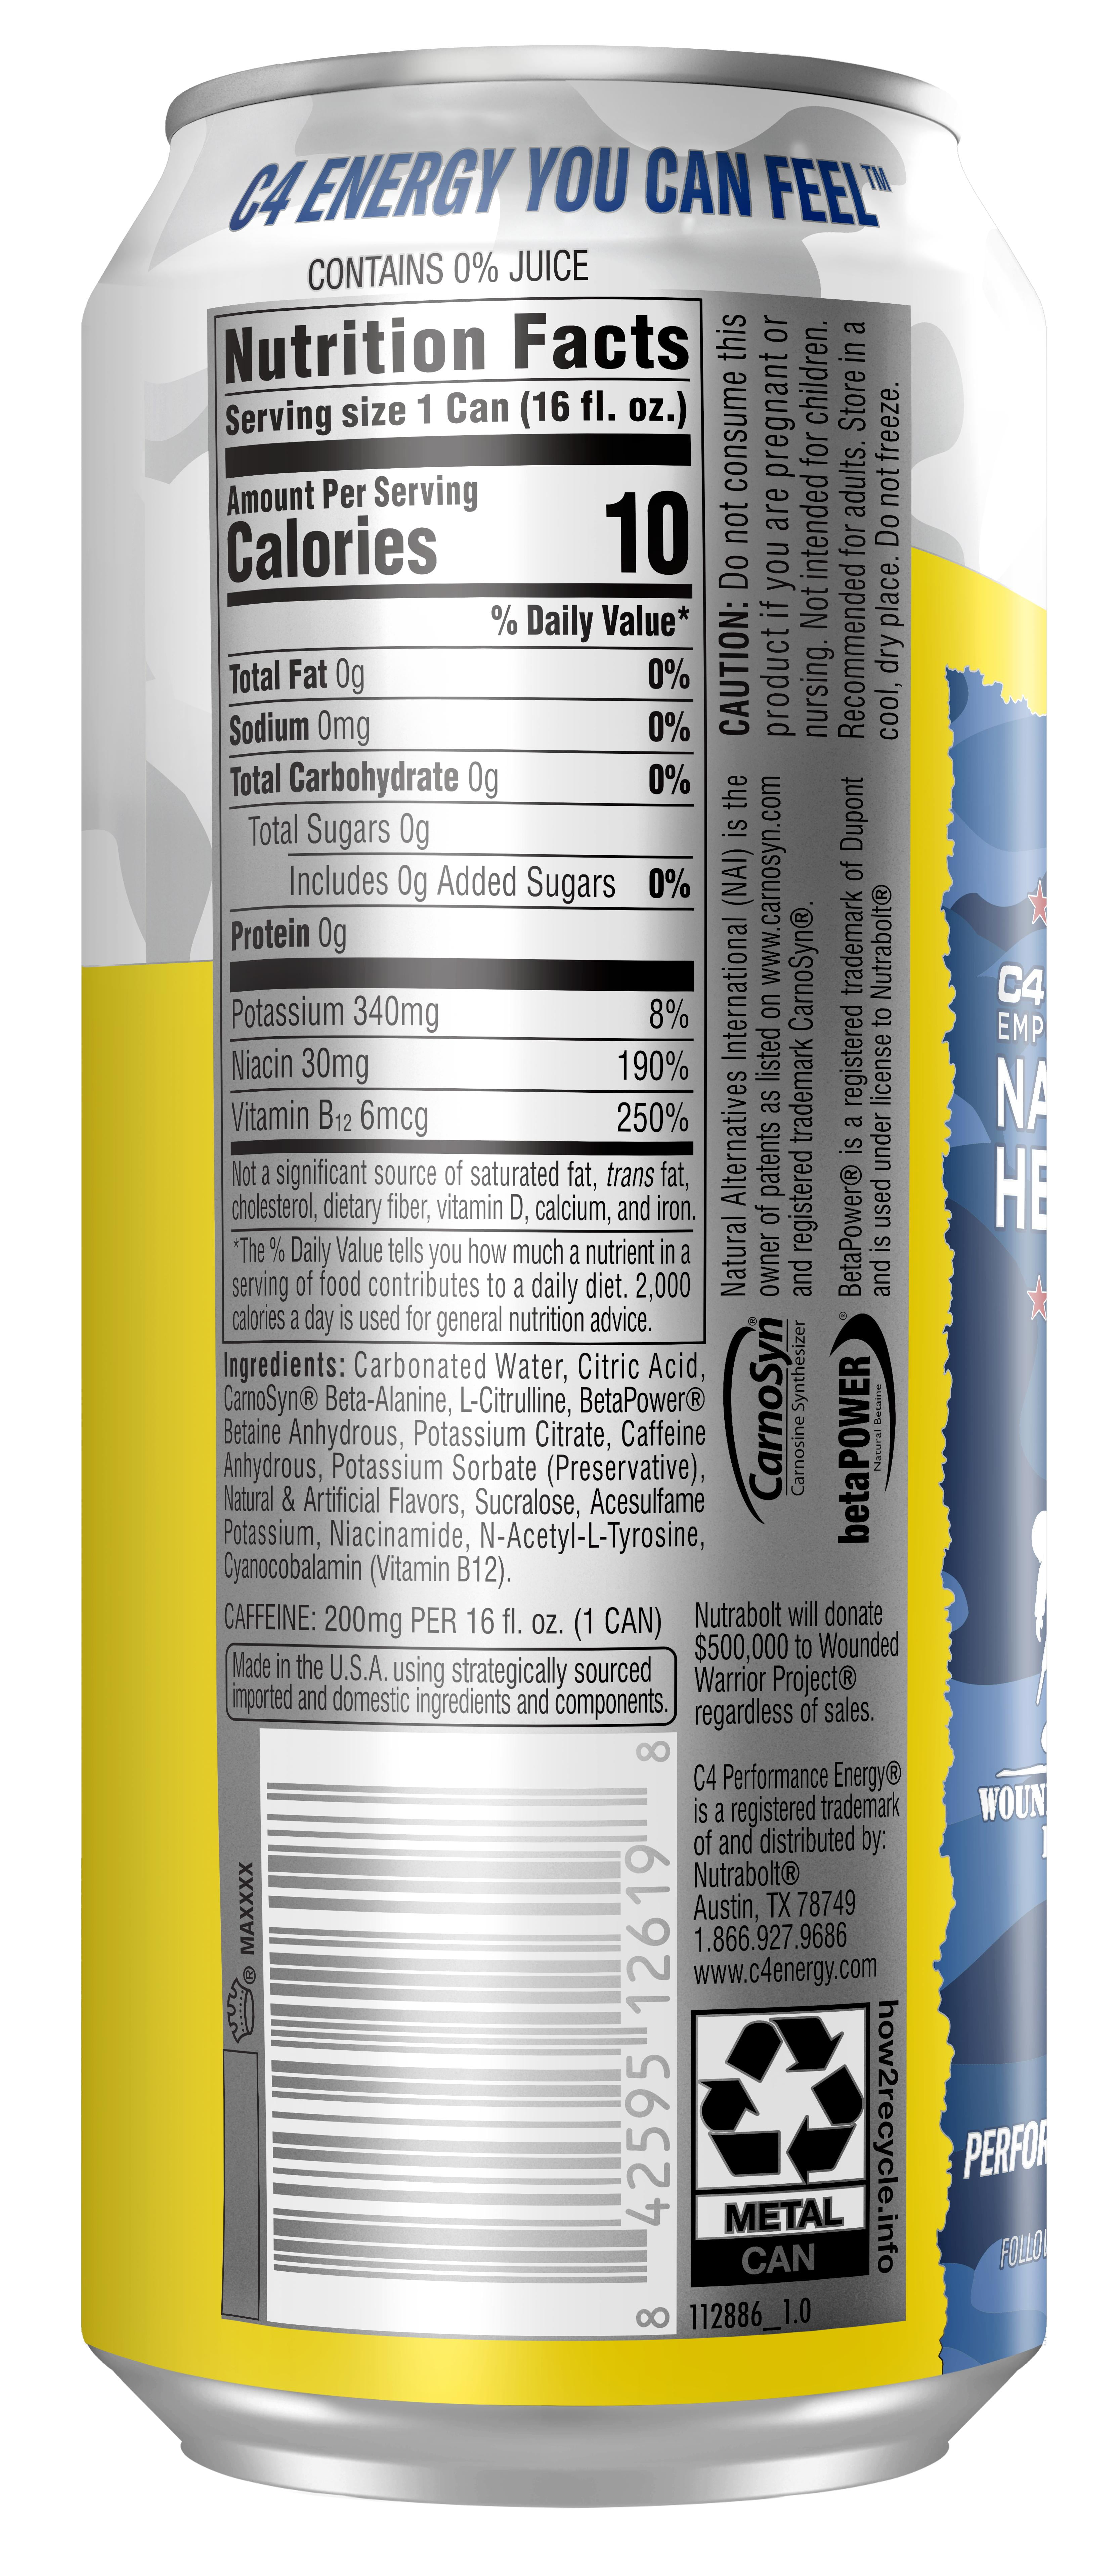 C4 ENERGY YOU CAN FEEL™
CONTAINS 0% JUICE
Nutrition Facts
Serving size 1 Can (16 fl. oz.)
Amount Per Serving
Calories 10
% Daily Value*
Total Fat 0g 0%
Sodium 0mg 0%
Total Carbohydrate 0g 0%
Total Sugars 0g
Includes 0g Added Sugars 0%
Protein 0g
Potassium 340mg 8%
Niacin 30mg 190%
Vitamin B12 6mcg 250%
Not a significant source of saturated fat, trans fat,
cholesterol, dietary fiber, vitamin D, calcium, and iron.
*The % Daily Value tells you how much a nutrient in a
serving of food contributes to a daily diet. 2,000
calories a day is used for general nutrition advice.
Ingredients: Carbonated Water, Citric Acid,
CarnoSyn® Beta-Alanine, L-Citrulline, BetaPower®
Betaine Anhydrous, Potassium Citrate, Caffeine
Anhydrous, Potassium Sorbate (Preservative),
Natural & Artificial Flavors, Sucralose, Acesulfame
Potassium, Niacinamide, N-Acetyl-L-Tyrosine,
Cyanocobalamin (Vitamin B12).
CAFFEINE: 200mg PER 16 fl. oz. (1 CAN)
Made in the U.S.A. using strategically sourced
imported and domestic ingredients and components.
® MAXXXX
8 42595 12619 8
CAUTION: Do not consume this
product if you are pregnant or
nursing. Not intended for children.
Recommended for adults. Store in a
cool, dry place. Do not freeze.
Natural Alternatives International (NAI) is the
owner of patents as listed on www.carnosyn.com
and registered trademark CarnoSyn®.
BetaPower® is a registered trademark of Dupont
and is used under license to Nutrabolt®
CarnoSyn®
Carnosine Synthesizer
betaPOWER®
Natural Betaine
Nutrabolt will donate
$500,000 to Wounded
Warrior Project®
regardless of sales.
C4 Performance Energy®
is a registered trademark
of and distributed by:
Nutrabolt®
Austin, TX 78749
1.866.927.9686
www.c4energy.com
how2recycle.info
METAL
CAN
112886_1.0
C4
EMP
NA
HE
WOUN
PERFOR
FOLLO